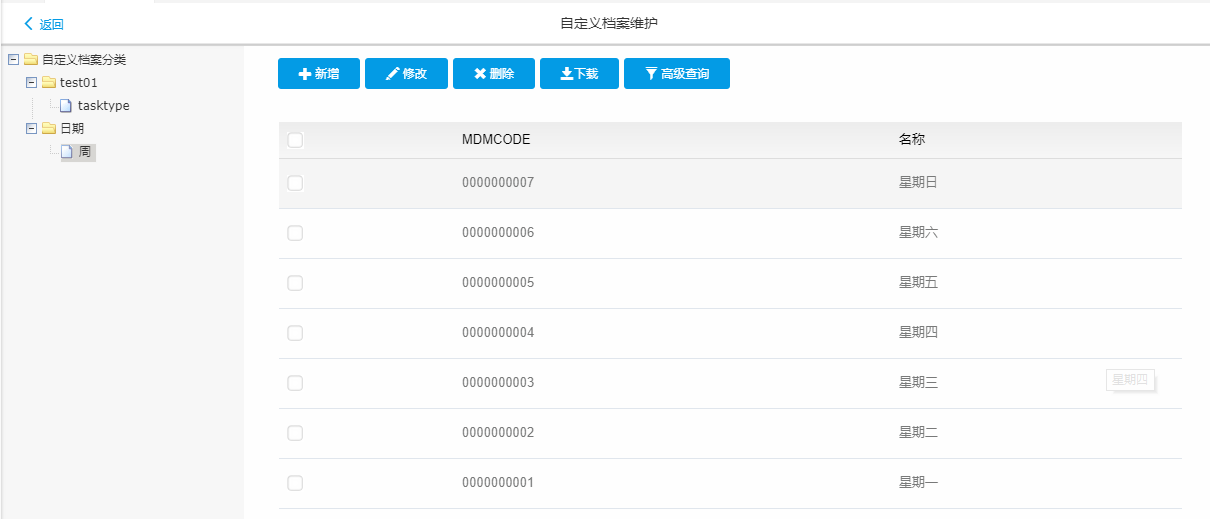 返回
自定义档案维护
自定义档案分类
test01
tasktype
日期
周
新增 修改 删除 下载 高级查询
MDMCODE 名称
0000000007 星期日
0000000006 星期六
0000000005 星期五
0000000004 星期四
0000000003 星期三
星期四
0000000002 星期二
0000000001 星期一